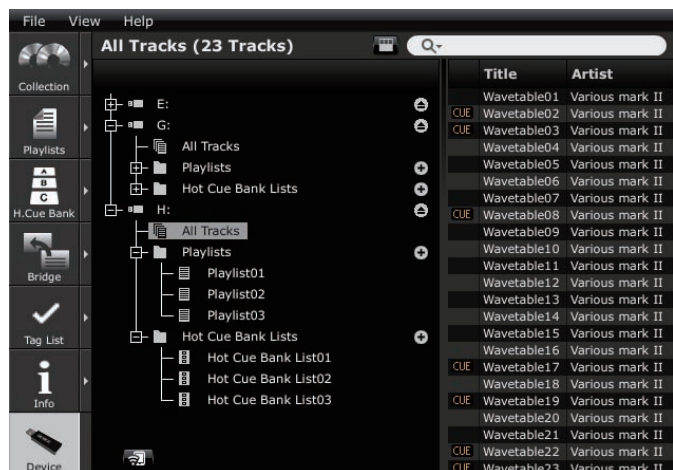 File View Help
All Tracks (23 Tracks)
Collection
Playlists
A
B
C
H.Cue Bank
Bridge
Tag List
Info
Device
E:
G:
All Tracks
Playlists
Hot Cue Bank Lists
H:
All Tracks
Playlists
Playlist01
Playlist02
Playlist03
Hot Cue Bank Lists
Hot Cue Bank List01
Hot Cue Bank List02
Hot Cue Bank List03
Title Artist
Wavetable01 Various mark II
CUE Wavetable02 Various mark II
CUE Wavetable03 Various mark II
Wavetable04 Various mark II
Wavetable05 Various mark II
Wavetable06 Various mark II
Wavetable07 Various mark II
CUE Wavetable08 Various mark II
Wavetable09 Various mark II
Wavetable10 Various mark II
Wavetable11 Various mark II
Wavetable12 Various mark II
Wavetable13 Various mark II
Wavetable14 Various mark II
Wavetable15 Various mark II
Wavetable16 Various mark II
CUE Wavetable17 Various mark II
Wavetable18 Various mark II
CUE Wavetable19 Various mark II
Wavetable20 Various mark II
Wavetable21 Various mark II
CUE Wavetable22 Various mark II
CUE Wavetable23 Various mark II